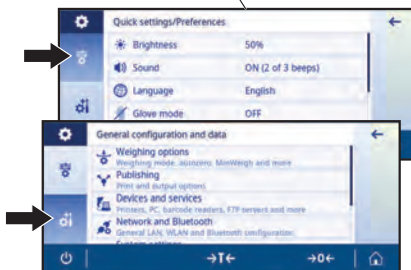 Quick settings/Preferences
Brightness 50%
Sound ON (2 of 3 beeps)
Language English
Glove mode OFF
General configuration and data
Weighing options
Weighing mode, autozero, MinWeigh and more
Publishing
Print and output options
Devices and services
Printers, PC, barcode readers, FTP servers and more
Network and Bluetooth
General LAN, WLAN and Bluetooth configuration
System settings
→T← →0←